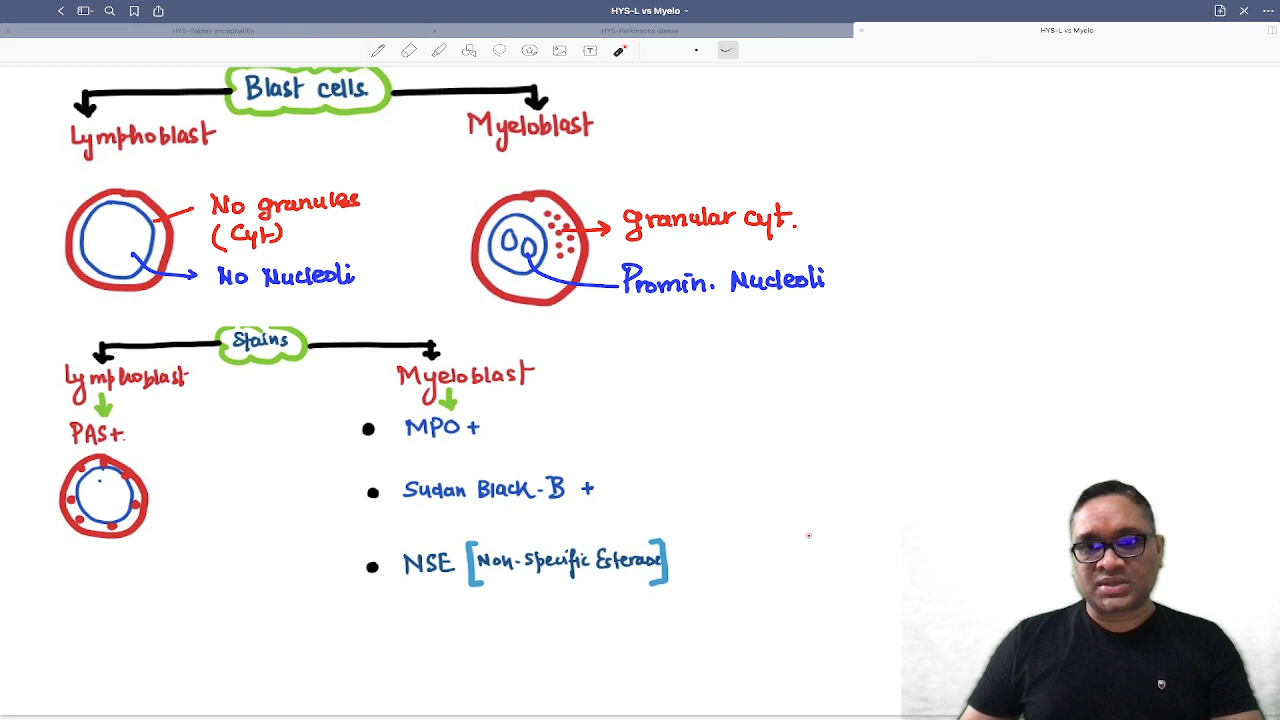 HYS-L vs Myelo
HYS-Rabies encephalitis
HYS-Parkinsons disese
HYS-L vs Myelo
Blast cells.
Lymphoblast
Myeloblast
No granules
(Cyt)
No Nucleoli
granular cyt.
Promin. Nucleoli
Stains
Lymphoblast
Myeloblast
PAS+.
MPO +
Sudan Black-B +
NSE [Non-Specific Esterase]